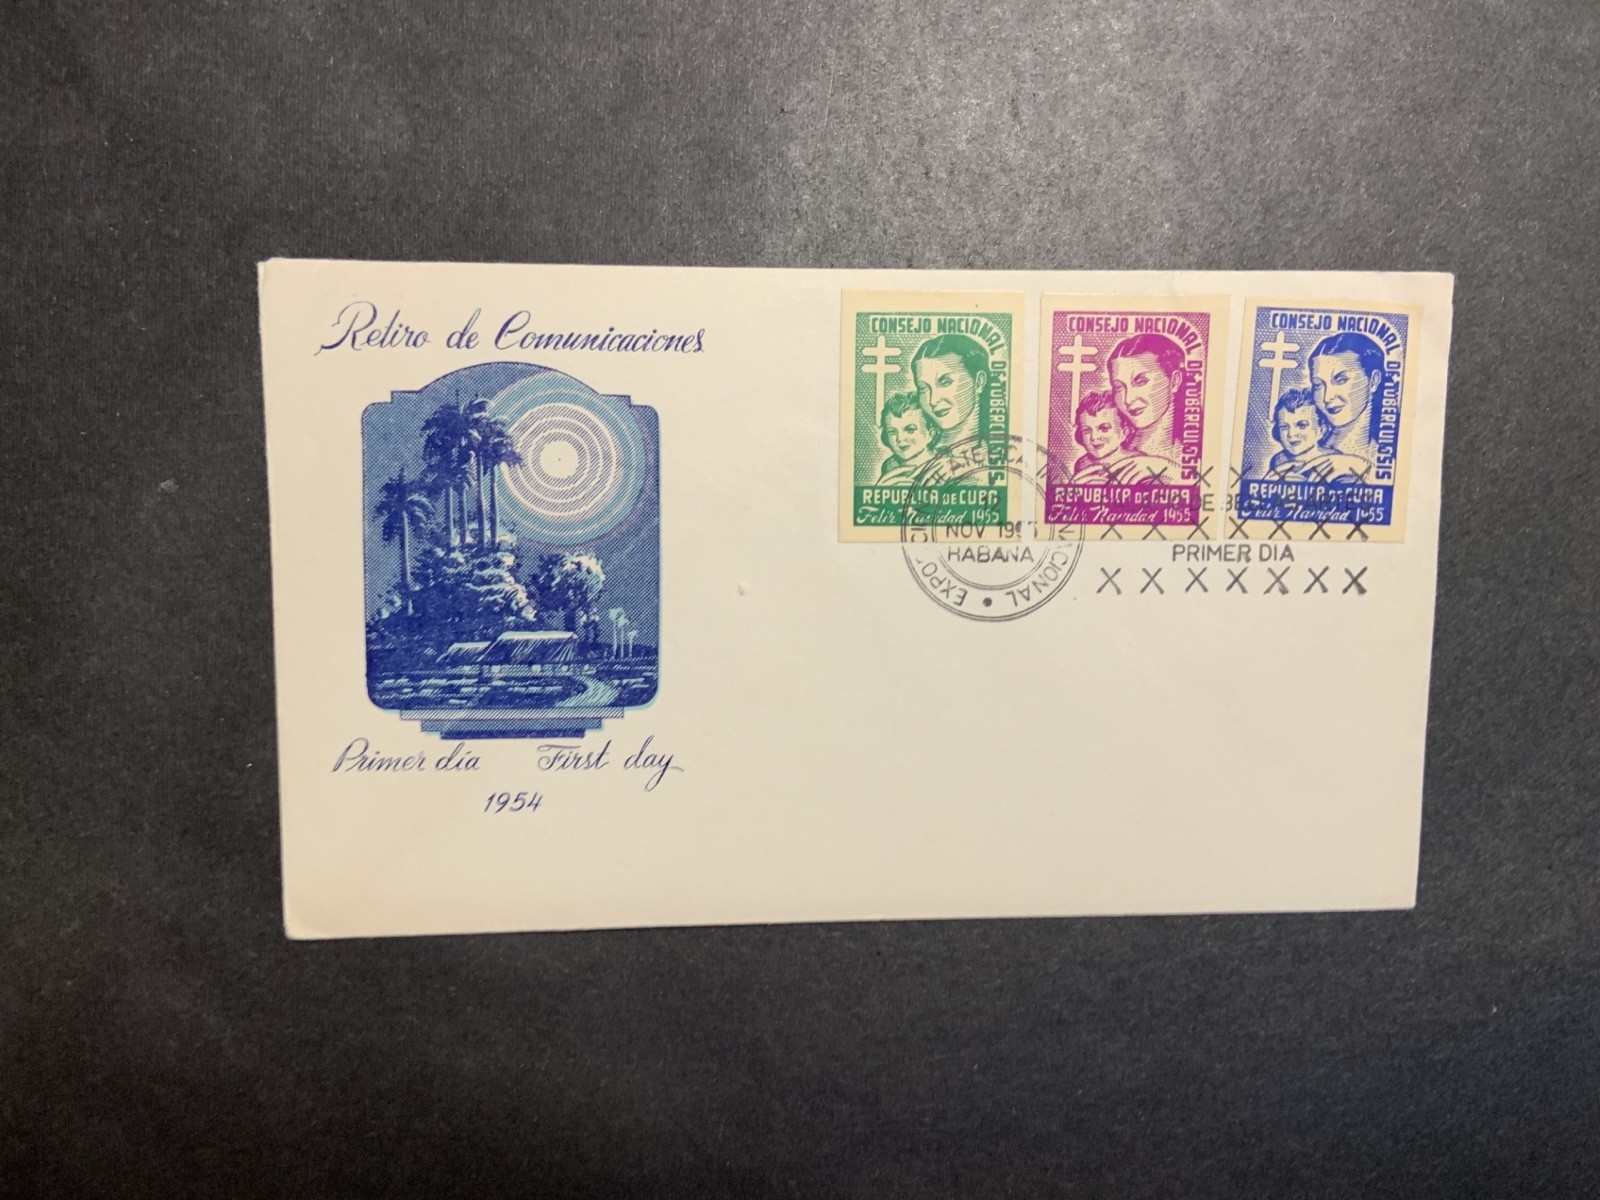 Retiro de Comunicaciones
Primer día First day
1954
CONSEJO NACIONAL DE TUBERCULOSIS
REPUBLICA DE CUBA
Feliz Navidad 1955
CONSEJO NACIONAL DE TUBERCULOSIS
REPUBLICA DE CUBA
Feliz Navidad 1955
CONSEJO NACIONAL DE TUBERCULOSIS
REPUBLICA DE CUBA
Feliz Navidad 1955
NACIONAL
NOV
HABANA
DE
PRIMER DIA